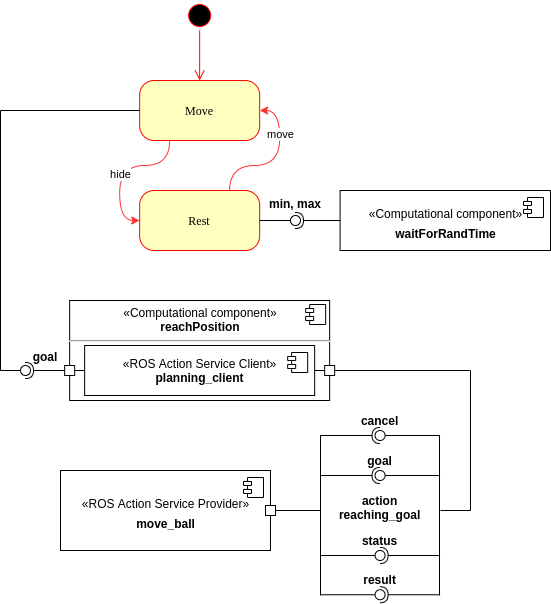 Move
move
hide
Rest
min, max
«Computational component»
waitForRandTime
«Computational component»
reachPosition
goal
«ROS Action Service Client»
planning_client
cancel
goal
action
reaching_goal
«ROS Action Service Provider»
move_ball
status
result